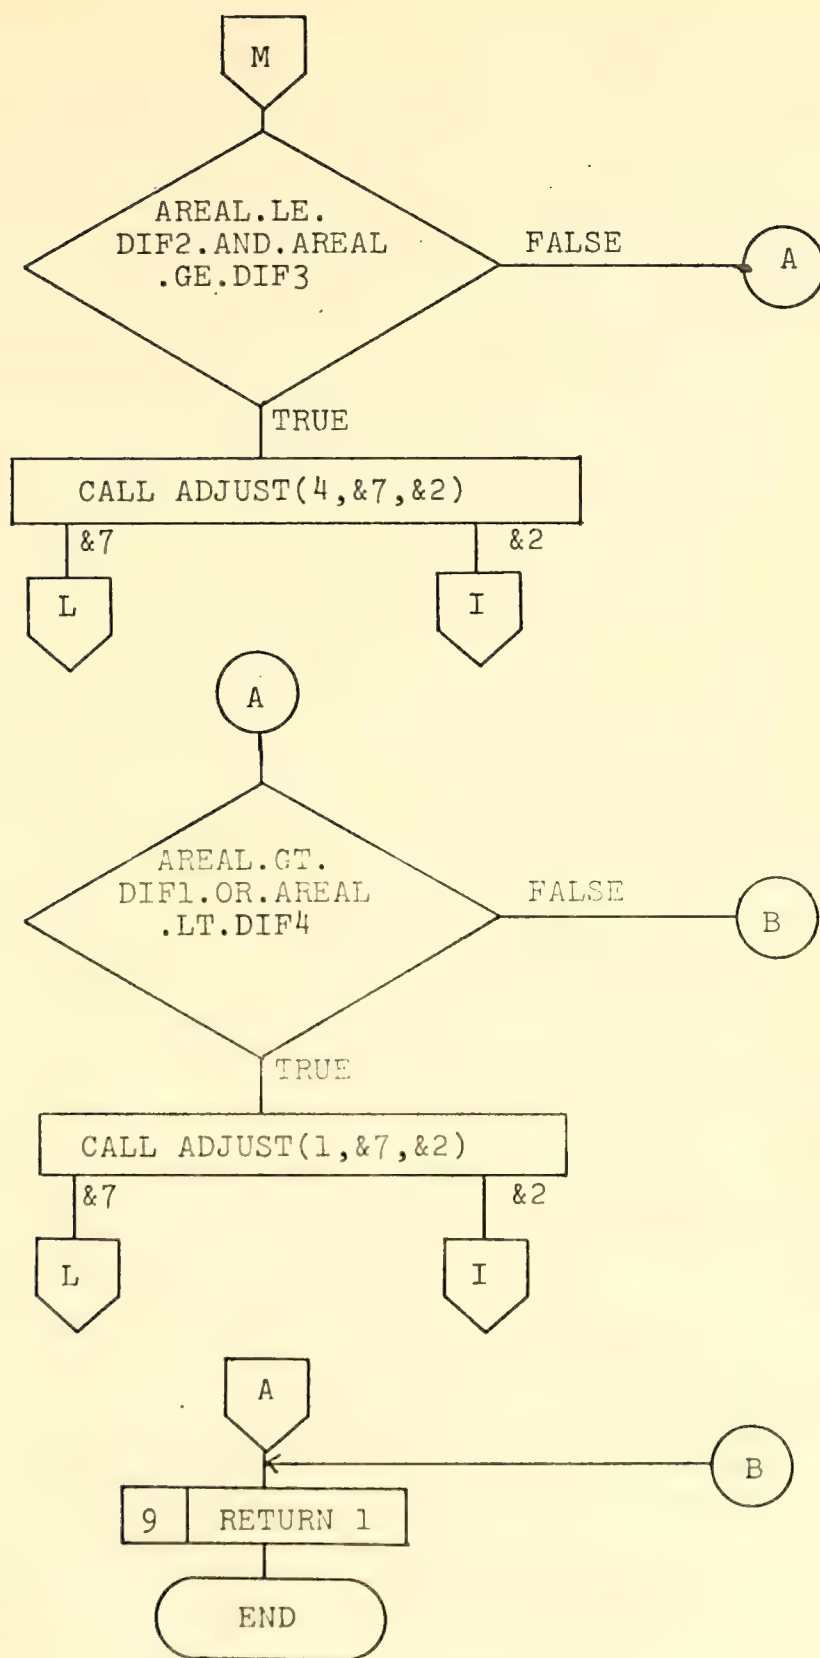 M
AREAL.LE.
DIF2.AND.AREAL
.GE.DIF3
FALSE
A
TRUE
CALL ADJUST(4,&7,&2)
&7
&2
L
I
A
AREAL.GT.
DIF1.OR.AREAL
.LT.DIF4
FALSE
B
TRUE
CALL ADJUST(1,&7,&2)
&7
&2
L
I
A
B
9
RETURN 1
END